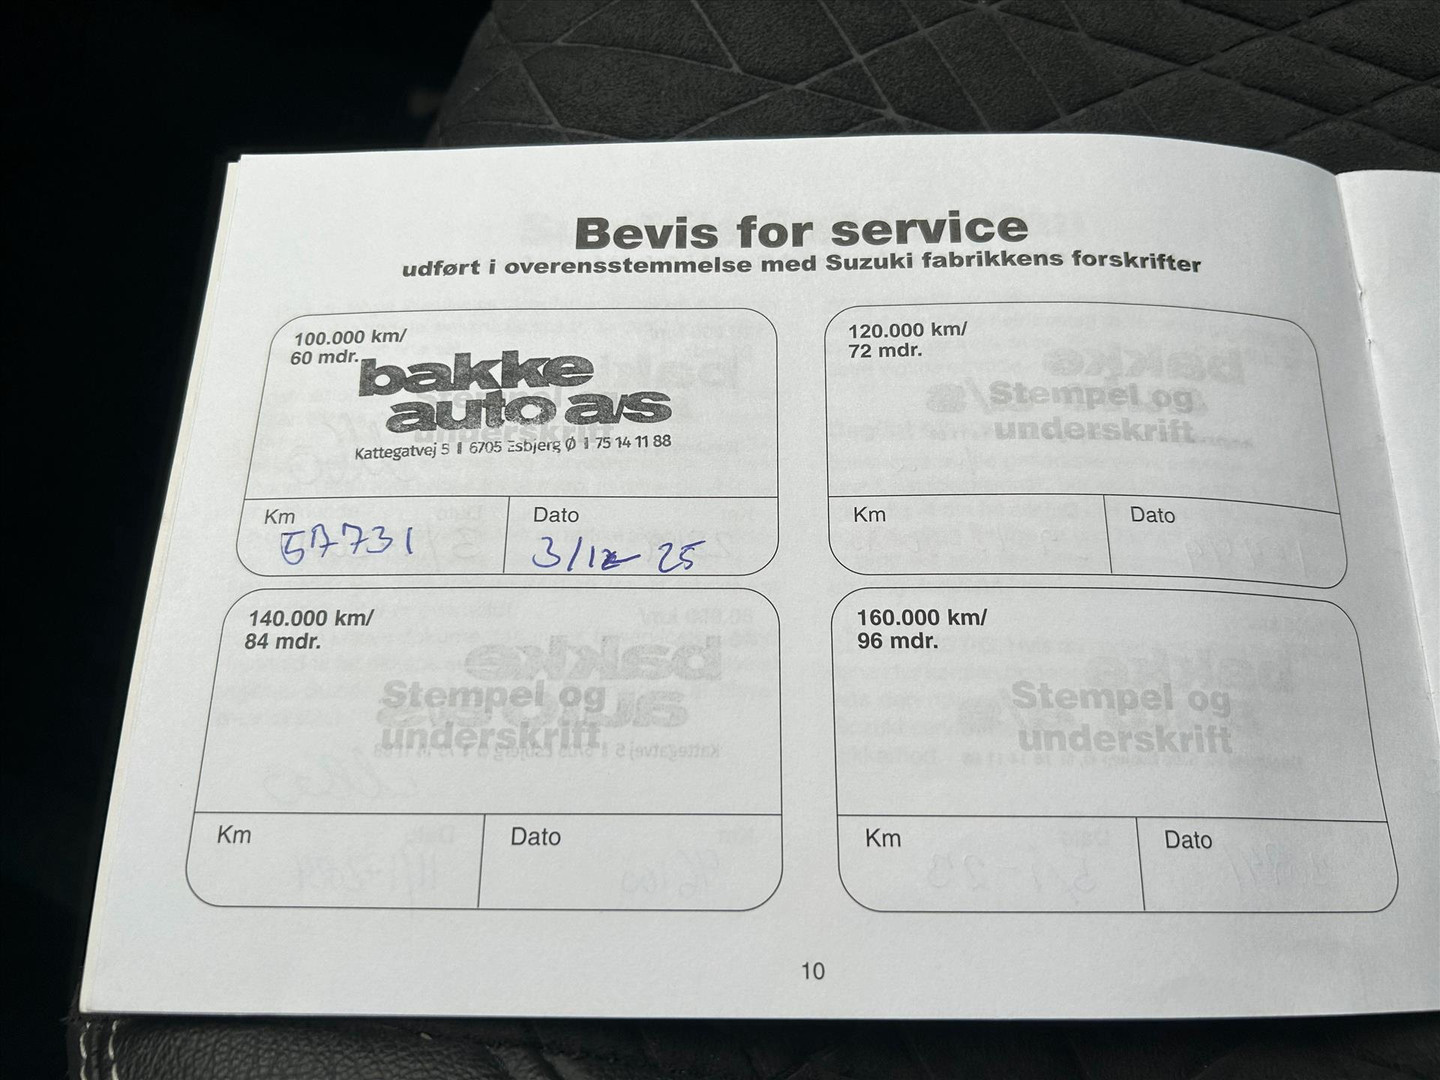 Bevis for service
udført i overensstemmelse med Suzuki fabrikkens forskrifter
100.000 km/
60 mdr.
bakke
auto a/s
Stempel og
underskrift
Kattegatvej 5 | 6705 Esbjerg Ø | 75 14 11 88
Km
57731
Dato
3/12 25
120.000 km/
72 mdr.
Stempel og
underskrift
Km
Dato
140.000 km/
84 mdr.
Stempel og
underskrift
Km
Dato
160.000 km/
96 mdr.
Stempel og
underskrift
Km
Dato
10